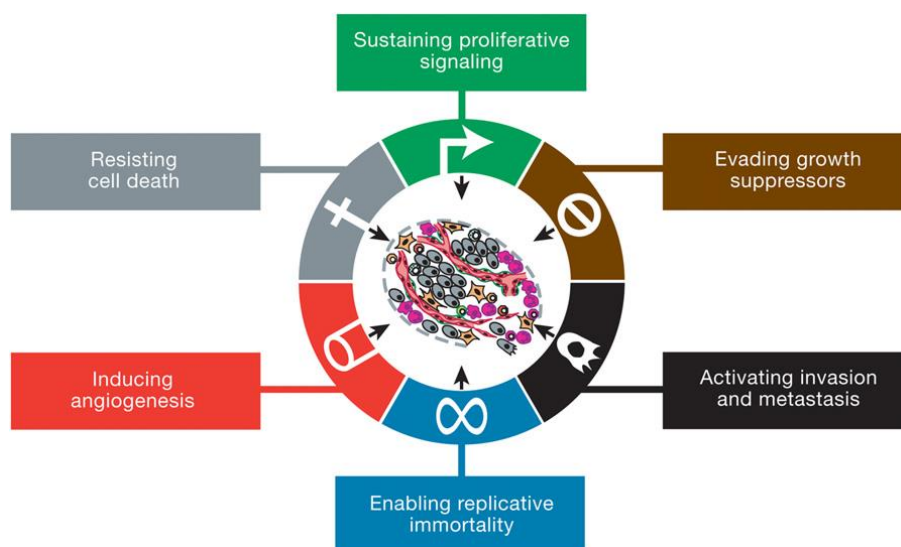 Sustaining proliferative
signaling
Resisting
cell death
Evading growth
suppressors
Inducing
angiogenesis
Activating invasion
and metastasis
Enabling replicative
immortality